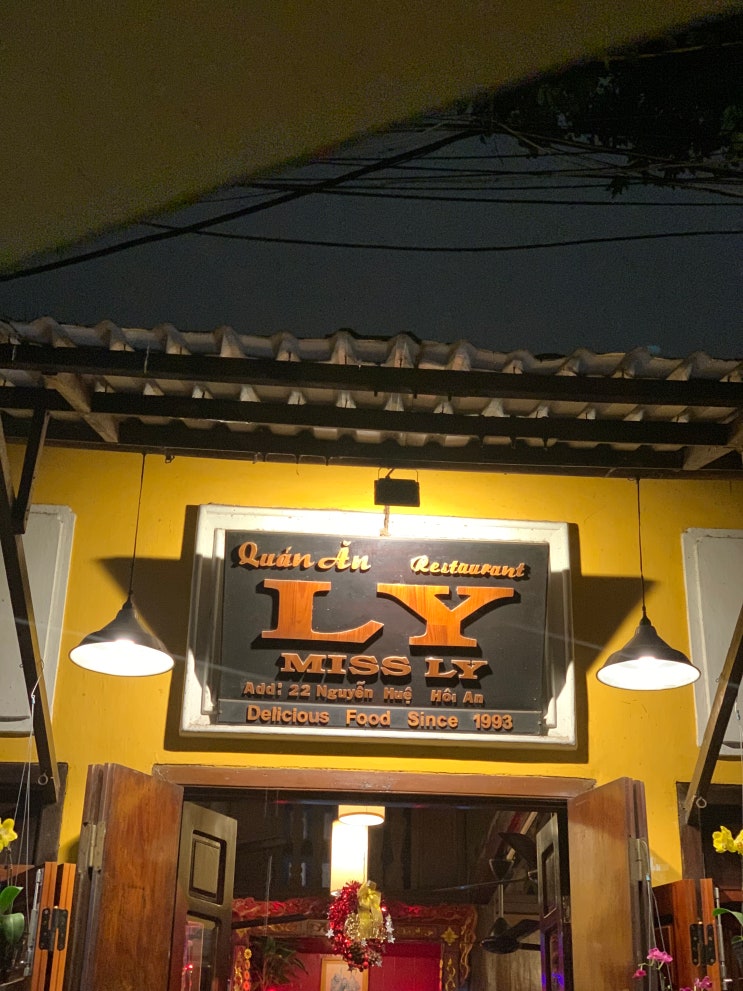 Quán Ăn Restaurant
LY
MISS LY
Add: 22 Nguyễn Huệ Hội An
Delicious Food Since 1993